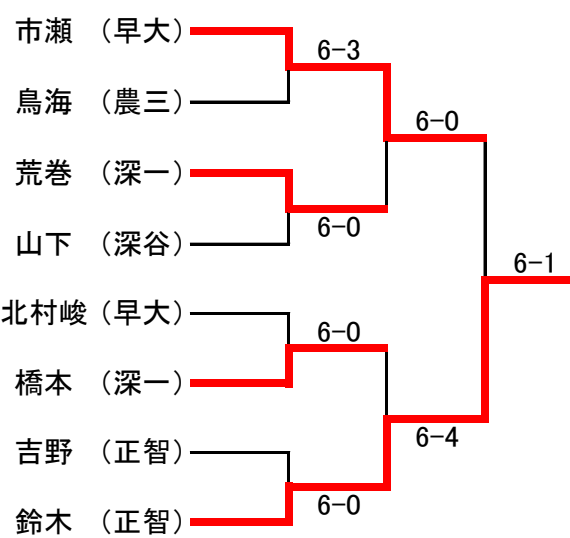 市瀬 （早大）
6-3
鳥海 （農三）
6-0
荒巻 （深一）
6-0
山下 （深谷）
6-1
北村峻（早大）
6-0
橋本 （深一）
6-4
吉野 （正智）
6-0
鈴木 （正智）